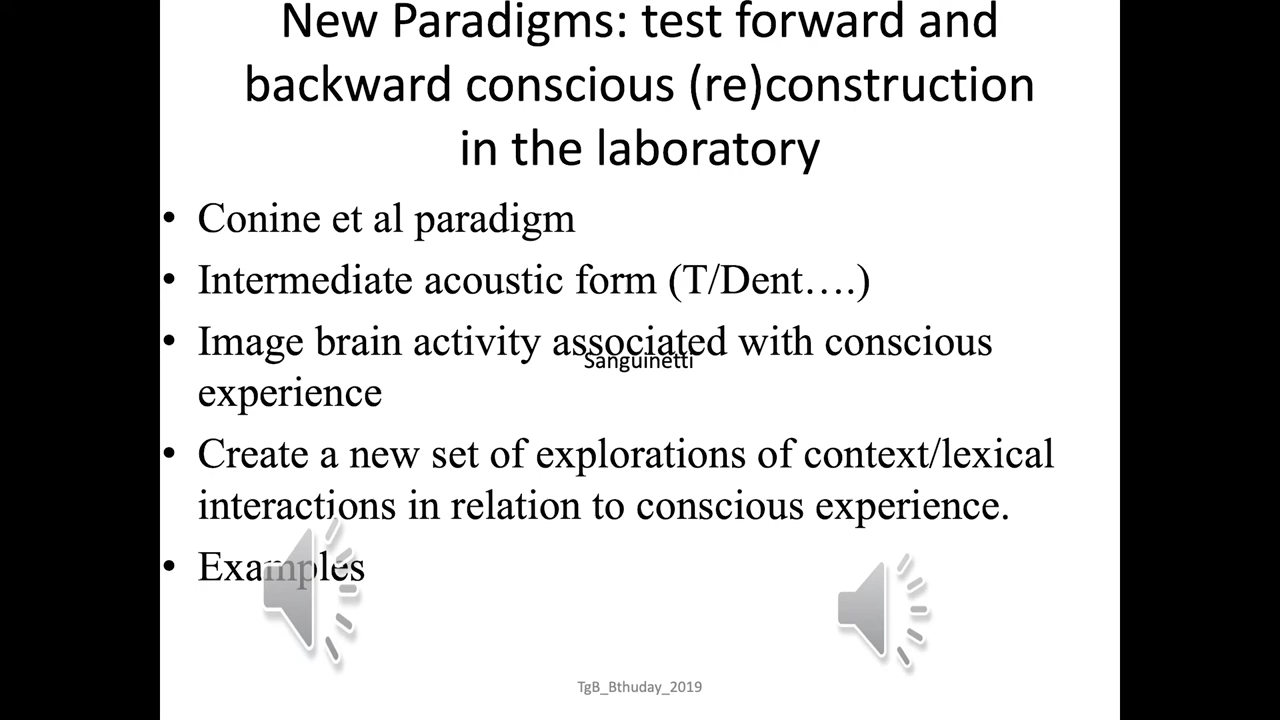 New Paradigms: test forward and
backward conscious (re)construction
in the laboratory
• Conine et al paradigm
• Intermediate acoustic form (T/Dent….)
• Image brain activity associated with conscious
Sanguinetti
experience
• Create a new set of explorations of context/lexical
interactions in relation to conscious experience.
• Examples
TgB_Bthuday_2019